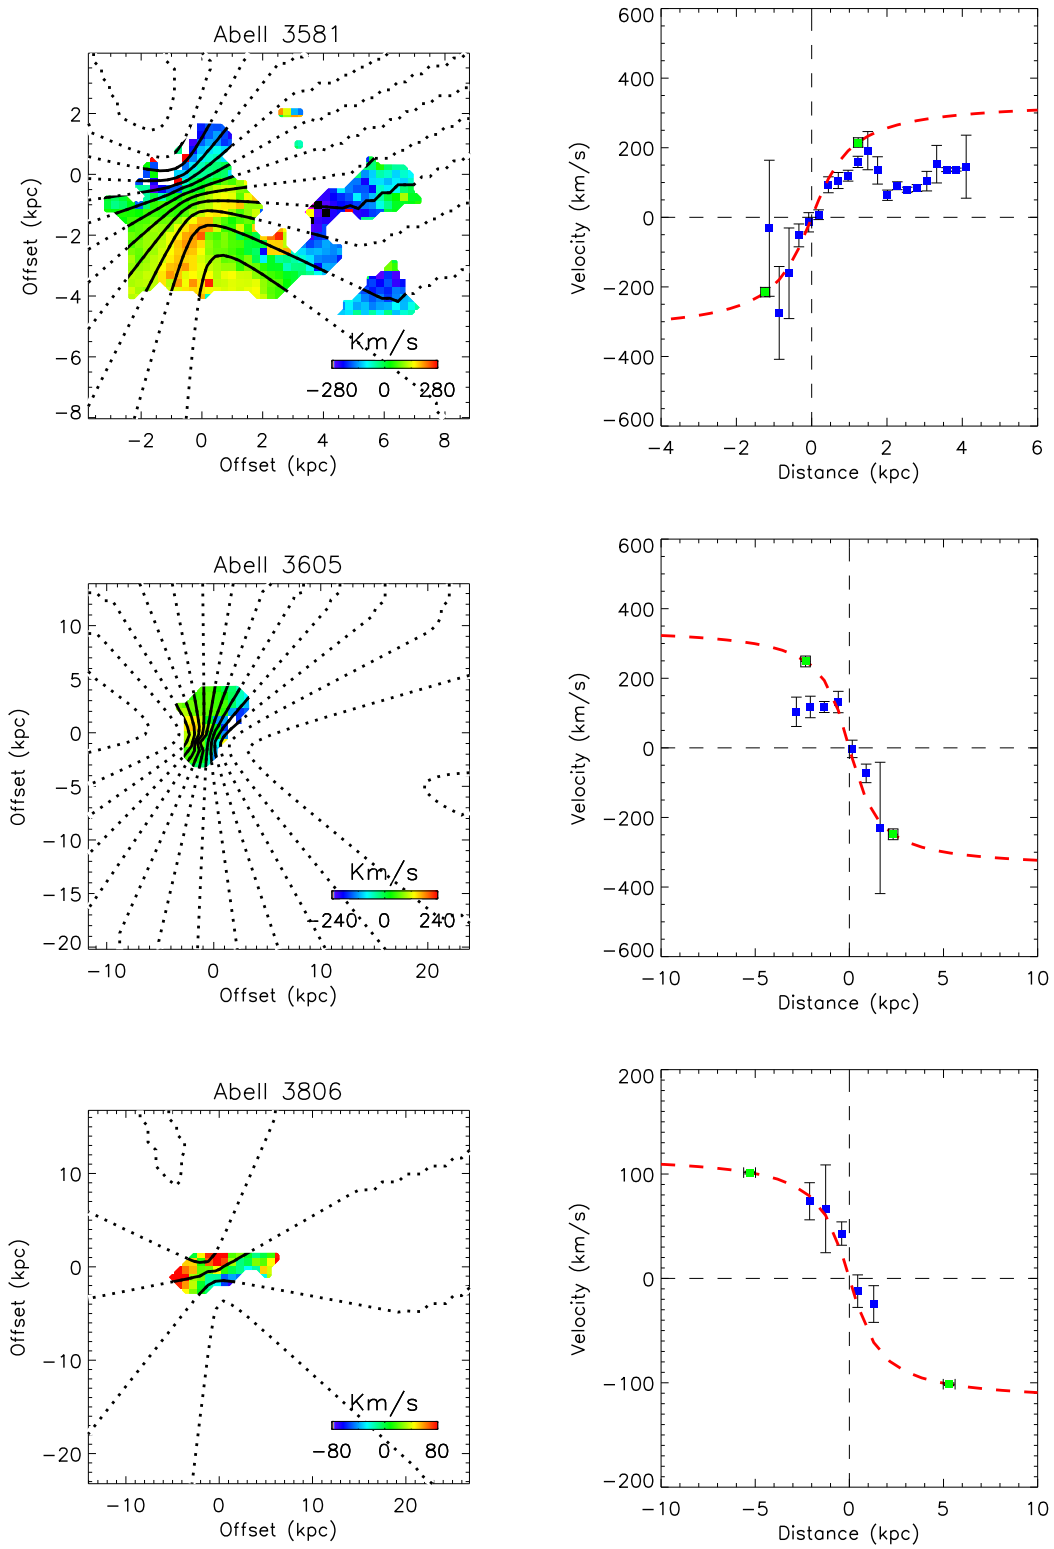 Abell 3581
2
0
−2
−4
−6
−8
Offset (kpc)
Km/s
−280 0 280
−2 0 2 4 6 8
Offset (kpc)
600
400
200
0
−200
−400
−600
Velocity (km/s)
−4 −2 0 2 4 6
Distance (kpc)
Abell 3605
10
5
0
−5
−10
−15
−20
Offset (kpc)
Km/s
−240 0 240
−10 0 10 20
Offset (kpc)
600
400
200
0
−200
−400
−600
Velocity (km/s)
−10 −5 0 5 10
Distance (kpc)
Abell 3806
10
0
−10
−20
Offset (kpc)
Km/s
−80 0 80
−10 0 10 20
Offset (kpc)
200
100
0
−100
−200
Velocity (km/s)
−10 −5 0 5 10
Distance (kpc)